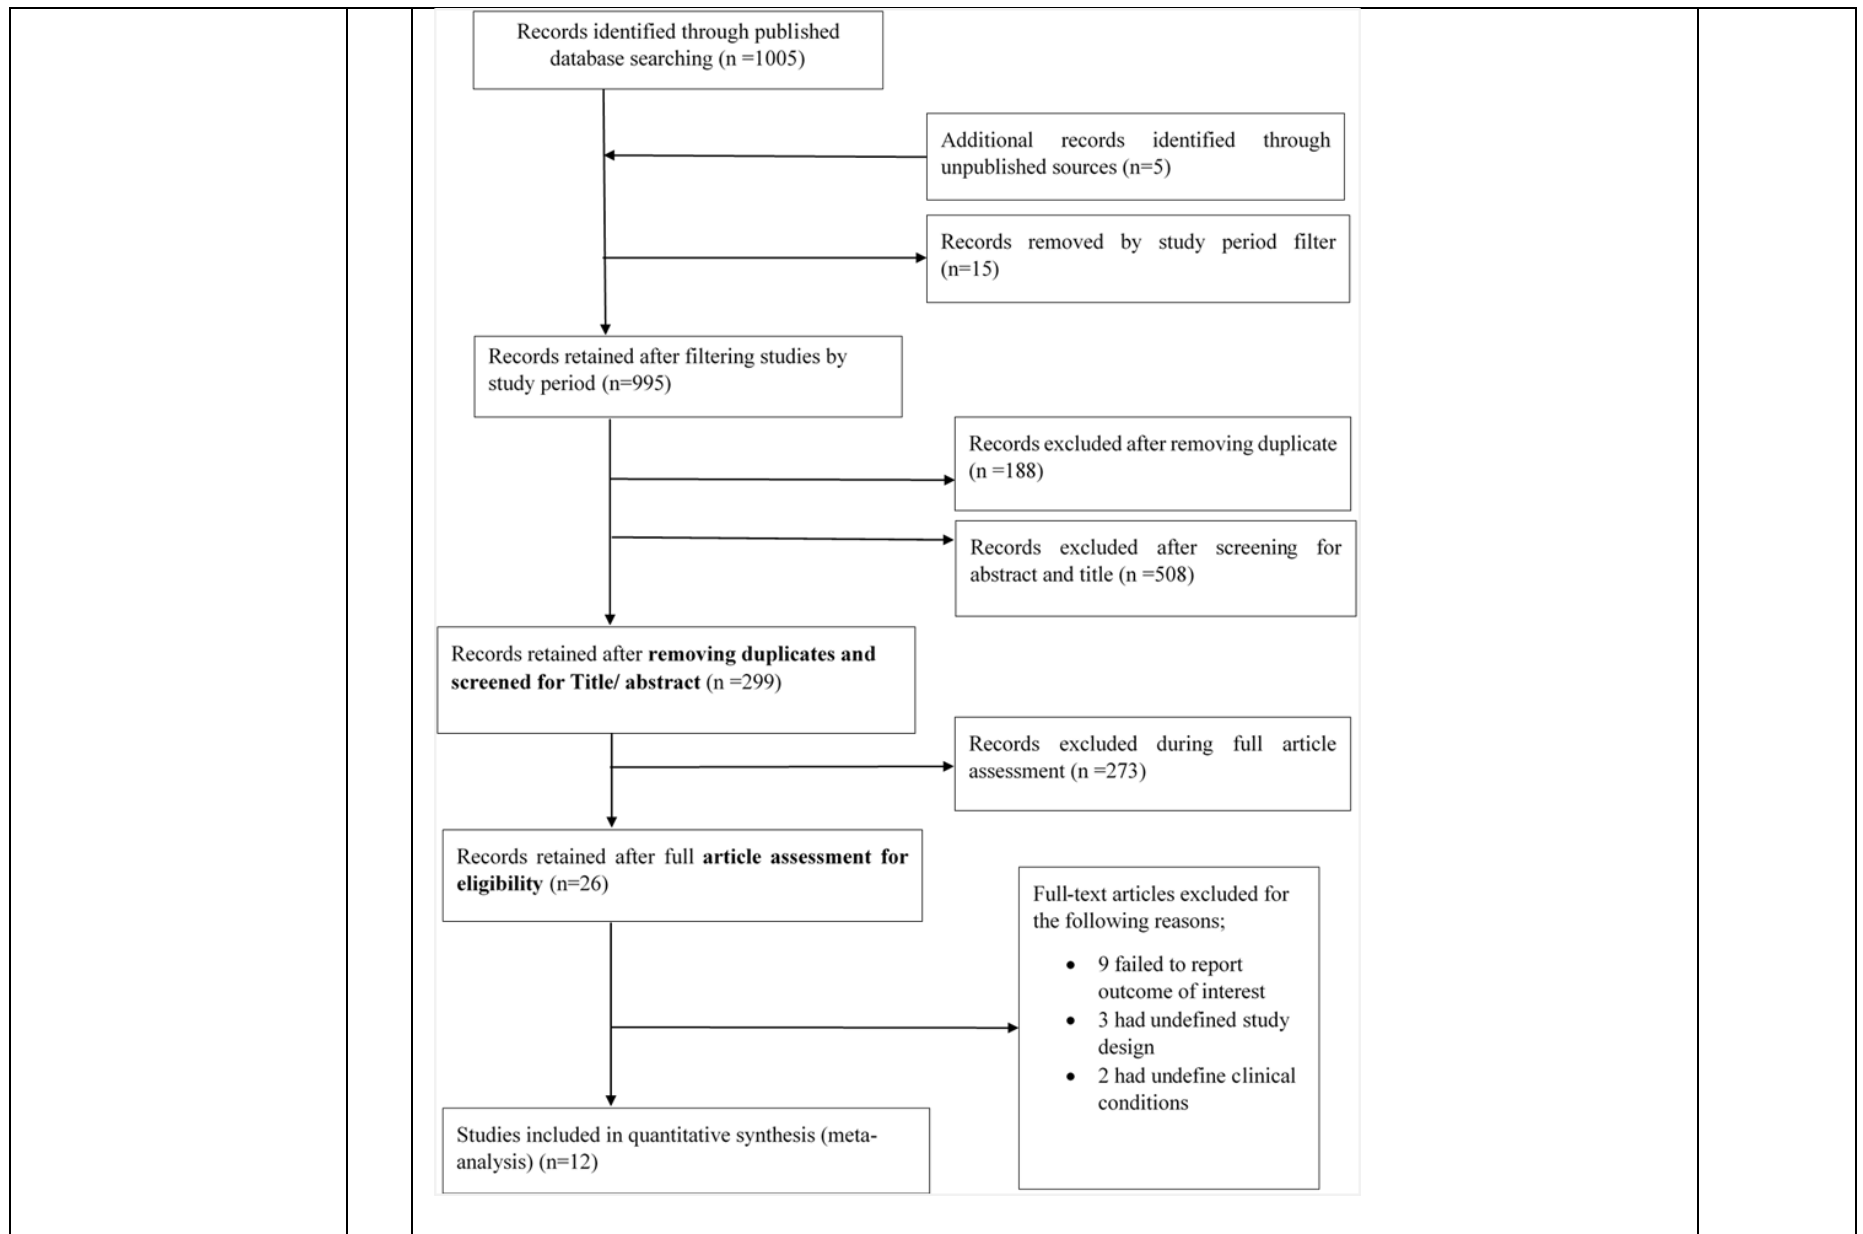 Records identified through published
database searching (n =1005)
Additional records identified through
unpublished sources (n=5)
Records removed by study period filter
(n=15)
Records retained after filtering studies by
study period (n=995)
Records excluded after removing duplicate
(n =188)
Records excluded after screening for
abstract and title (n =508)
Records retained after removing duplicates and
screened for Title/ abstract (n =299)
Records excluded during full article
assessment (n =273)
Records retained after full article assessment for
eligibility (n=26)
Full-text articles excluded for
the following reasons;
• 9 failed to report
outcome of interest
• 3 had undefined study
design
• 2 had undefine clinical
conditions
Studies included in quantitative synthesis (meta-
analysis) (n=12)